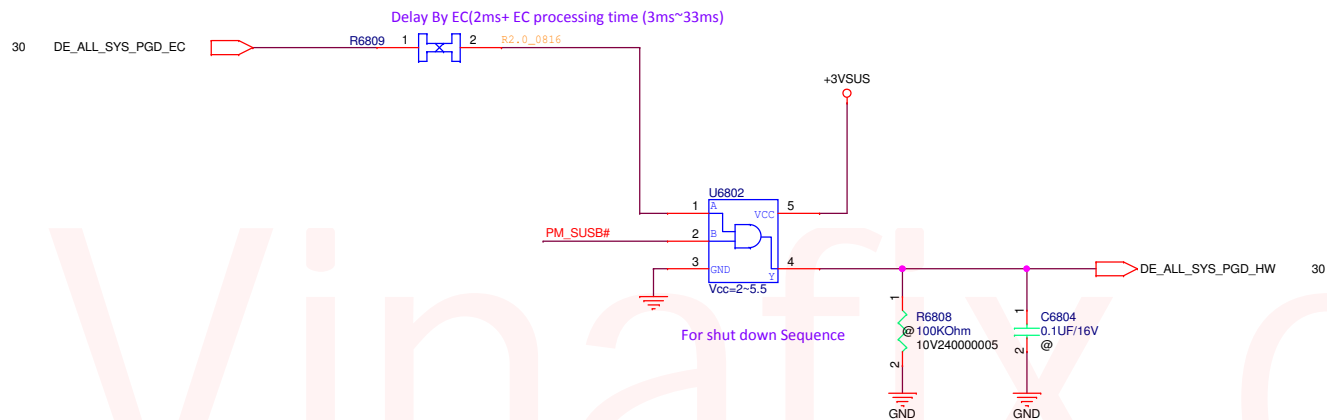 Delay By EC(2ms+ EC processing time (3ms~33ms)
30 DE_ALL_SYS_PGD_EC R6809 1 2 R2.0_0816
+3VSUS
U6802
1 A VCC 5
PM_SUSB# 2 B
3 GND Y 4 DE_ALL_SYS_PGD_HW 30
Vcc=2~5.5
For shut down Sequence
1
R6808
@ 100KOhm
10V240000005
2
GND
1
C6804
0.1UF/16V
@
2
GND
Vinafix.c